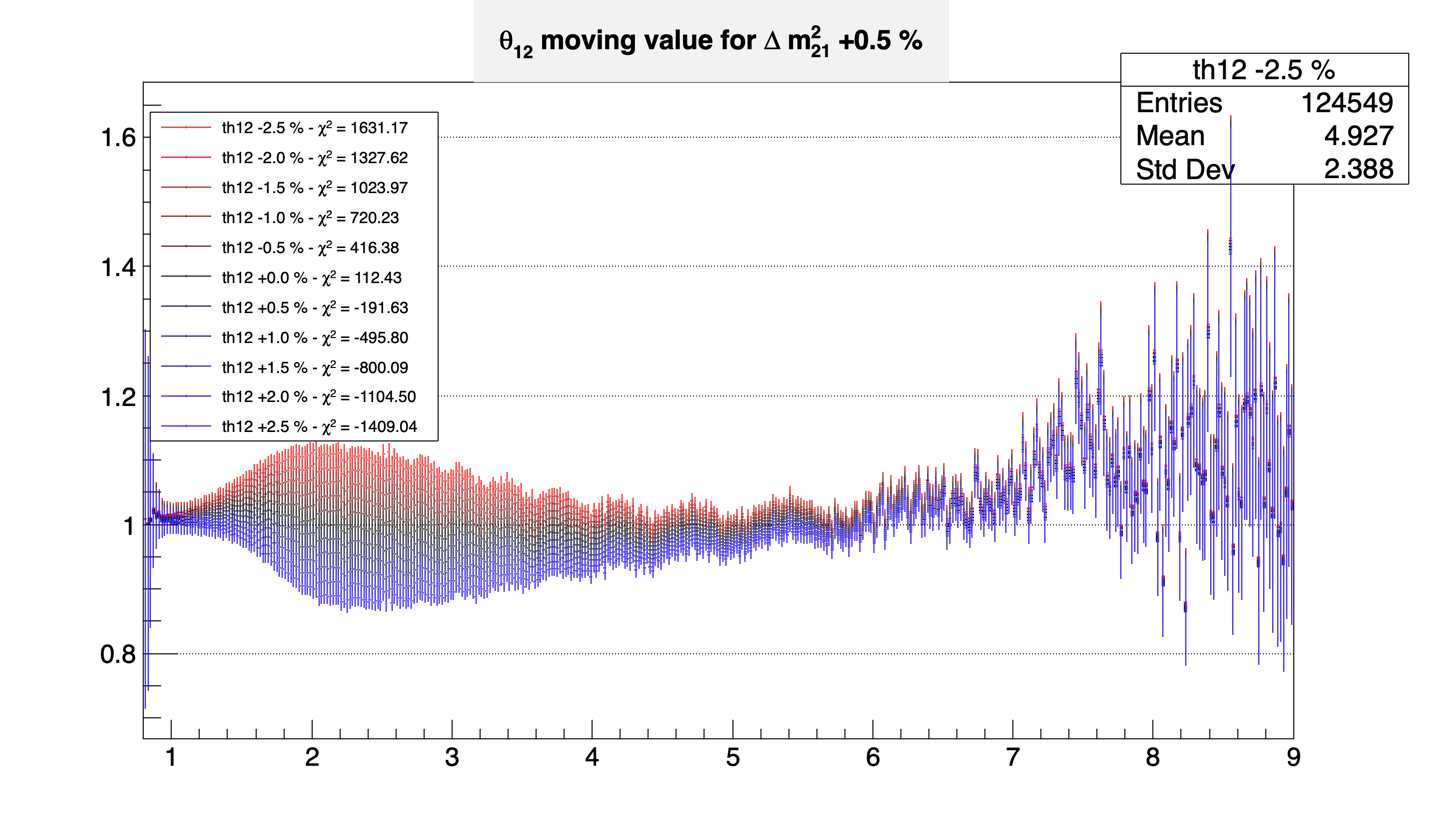 θ12 moving value for Δ m²21 +0.5 %
th12 -2.5 %
Entries 124549
Mean 4.927
Std Dev 2.388
th12 -2.5 % - χ² = 1631.17
th12 -2.0 % - χ² = 1327.62
th12 -1.5 % - χ² = 1023.97
th12 -1.0 % - χ² = 720.23
th12 -0.5 % - χ² = 416.38
th12 +0.0 % - χ² = 112.43
th12 +0.5 % - χ² = -191.63
th12 +1.0 % - χ² = -495.80
th12 +1.5 % - χ² = -800.09
th12 +2.0 % - χ² = -1104.50
th12 +2.5 % - χ² = -1409.04
1.6
1.4
1.2
1
0.8
1 2 3 4 5 6 7 8 9